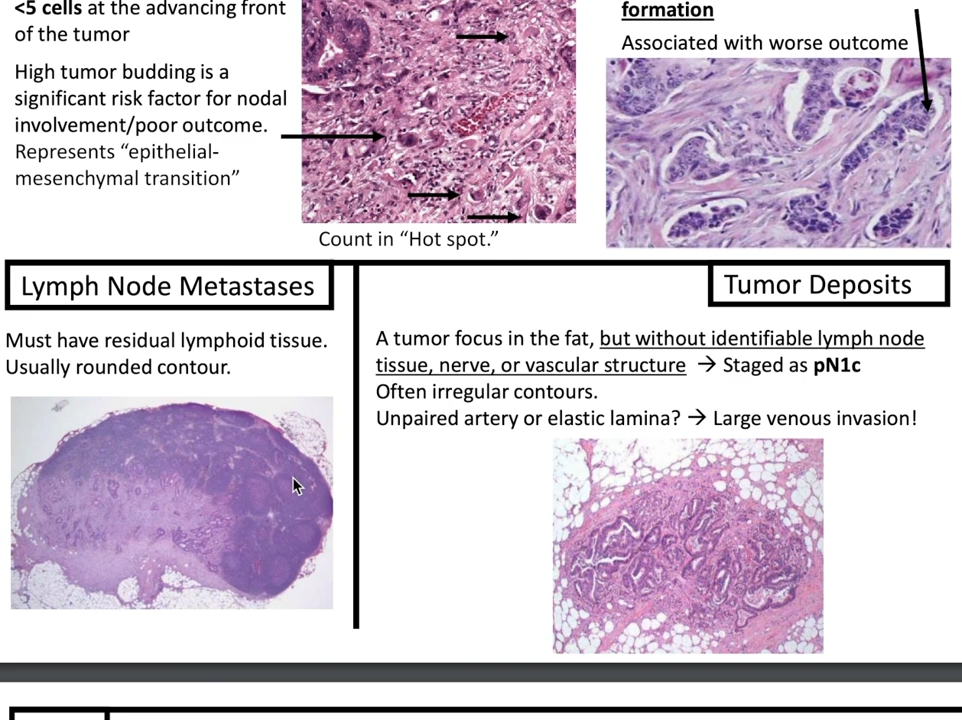 <5 cells at the advancing front
of the tumor
High tumor budding is a
significant risk factor for nodal
involvement/poor outcome.
Represents “epithelial-
mesenchymal transition”
Count in “Hot spot.”
formation
Associated with worse outcome
Lymph Node Metastases
Must have residual lymphoid tissue.
Usually rounded contour.
Tumor Deposits
A tumor focus in the fat, but without identifiable lymph node
tissue, nerve, or vascular structure → Staged as pN1c
Often irregular contours.
Unpaired artery or elastic lamina? → Large venous invasion!